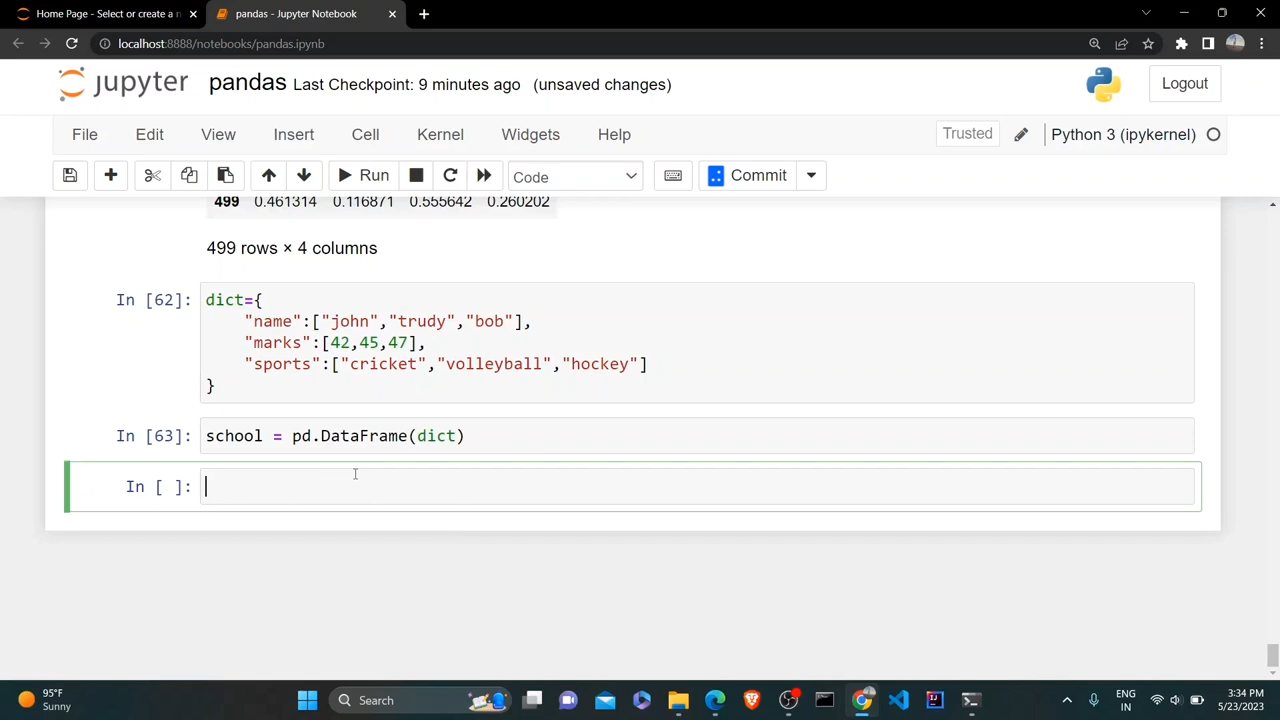 Home Page - Select or create a n
pandas - Jupyter Notebook
localhost:8888/notebooks/pandas.ipynb
jupyter pandas Last Checkpoint: 9 minutes ago (unsaved changes)
Logout
File Edit View Insert Cell Kernel Widgets Help
Trusted Python 3 (ipykernel)
Run Code Commit
499 0.461314 0.116871 0.555642 0.260202
499 rows × 4 columns
In [62]: dict={
"name":["john","trudy","bob"],
"marks":[42,45,47],
"sports":["cricket","volleyball","hockey"]
}
In [63]: school = pd.DataFrame(dict)
In [ ]:
95°F
Sunny
Search
ENG
IN
3:34 PM
5/23/2023